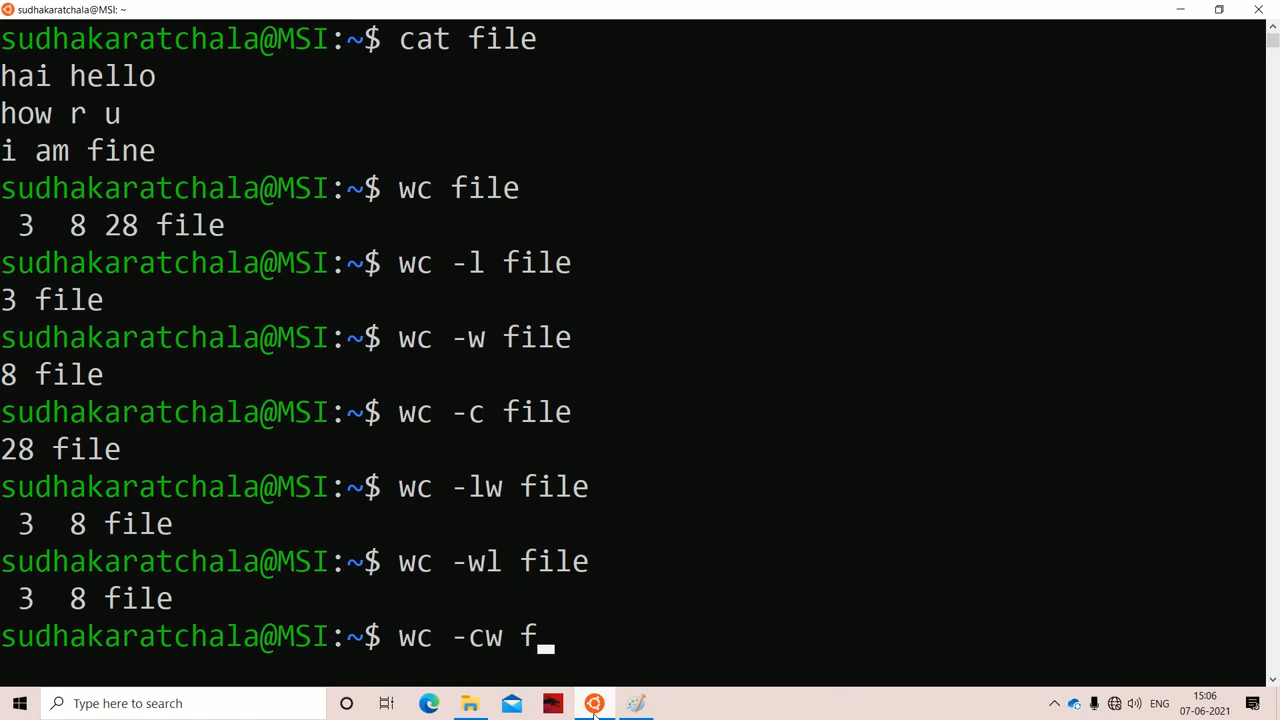 sudhakaratchala@MSI: ~
sudhakaratchala@MSI:~$ cat file
hai hello
how r u
i am fine
sudhakaratchala@MSI:~$ wc file
 3  8 28 file
sudhakaratchala@MSI:~$ wc -l file
3 file
sudhakaratchala@MSI:~$ wc -w file
8 file
sudhakaratchala@MSI:~$ wc -c file
28 file
sudhakaratchala@MSI:~$ wc -lw file
 3  8 file
sudhakaratchala@MSI:~$ wc -wl file
 3  8 file
sudhakaratchala@MSI:~$ wc -cw f_
Type here to search
ENG
15:06
07-06-2021